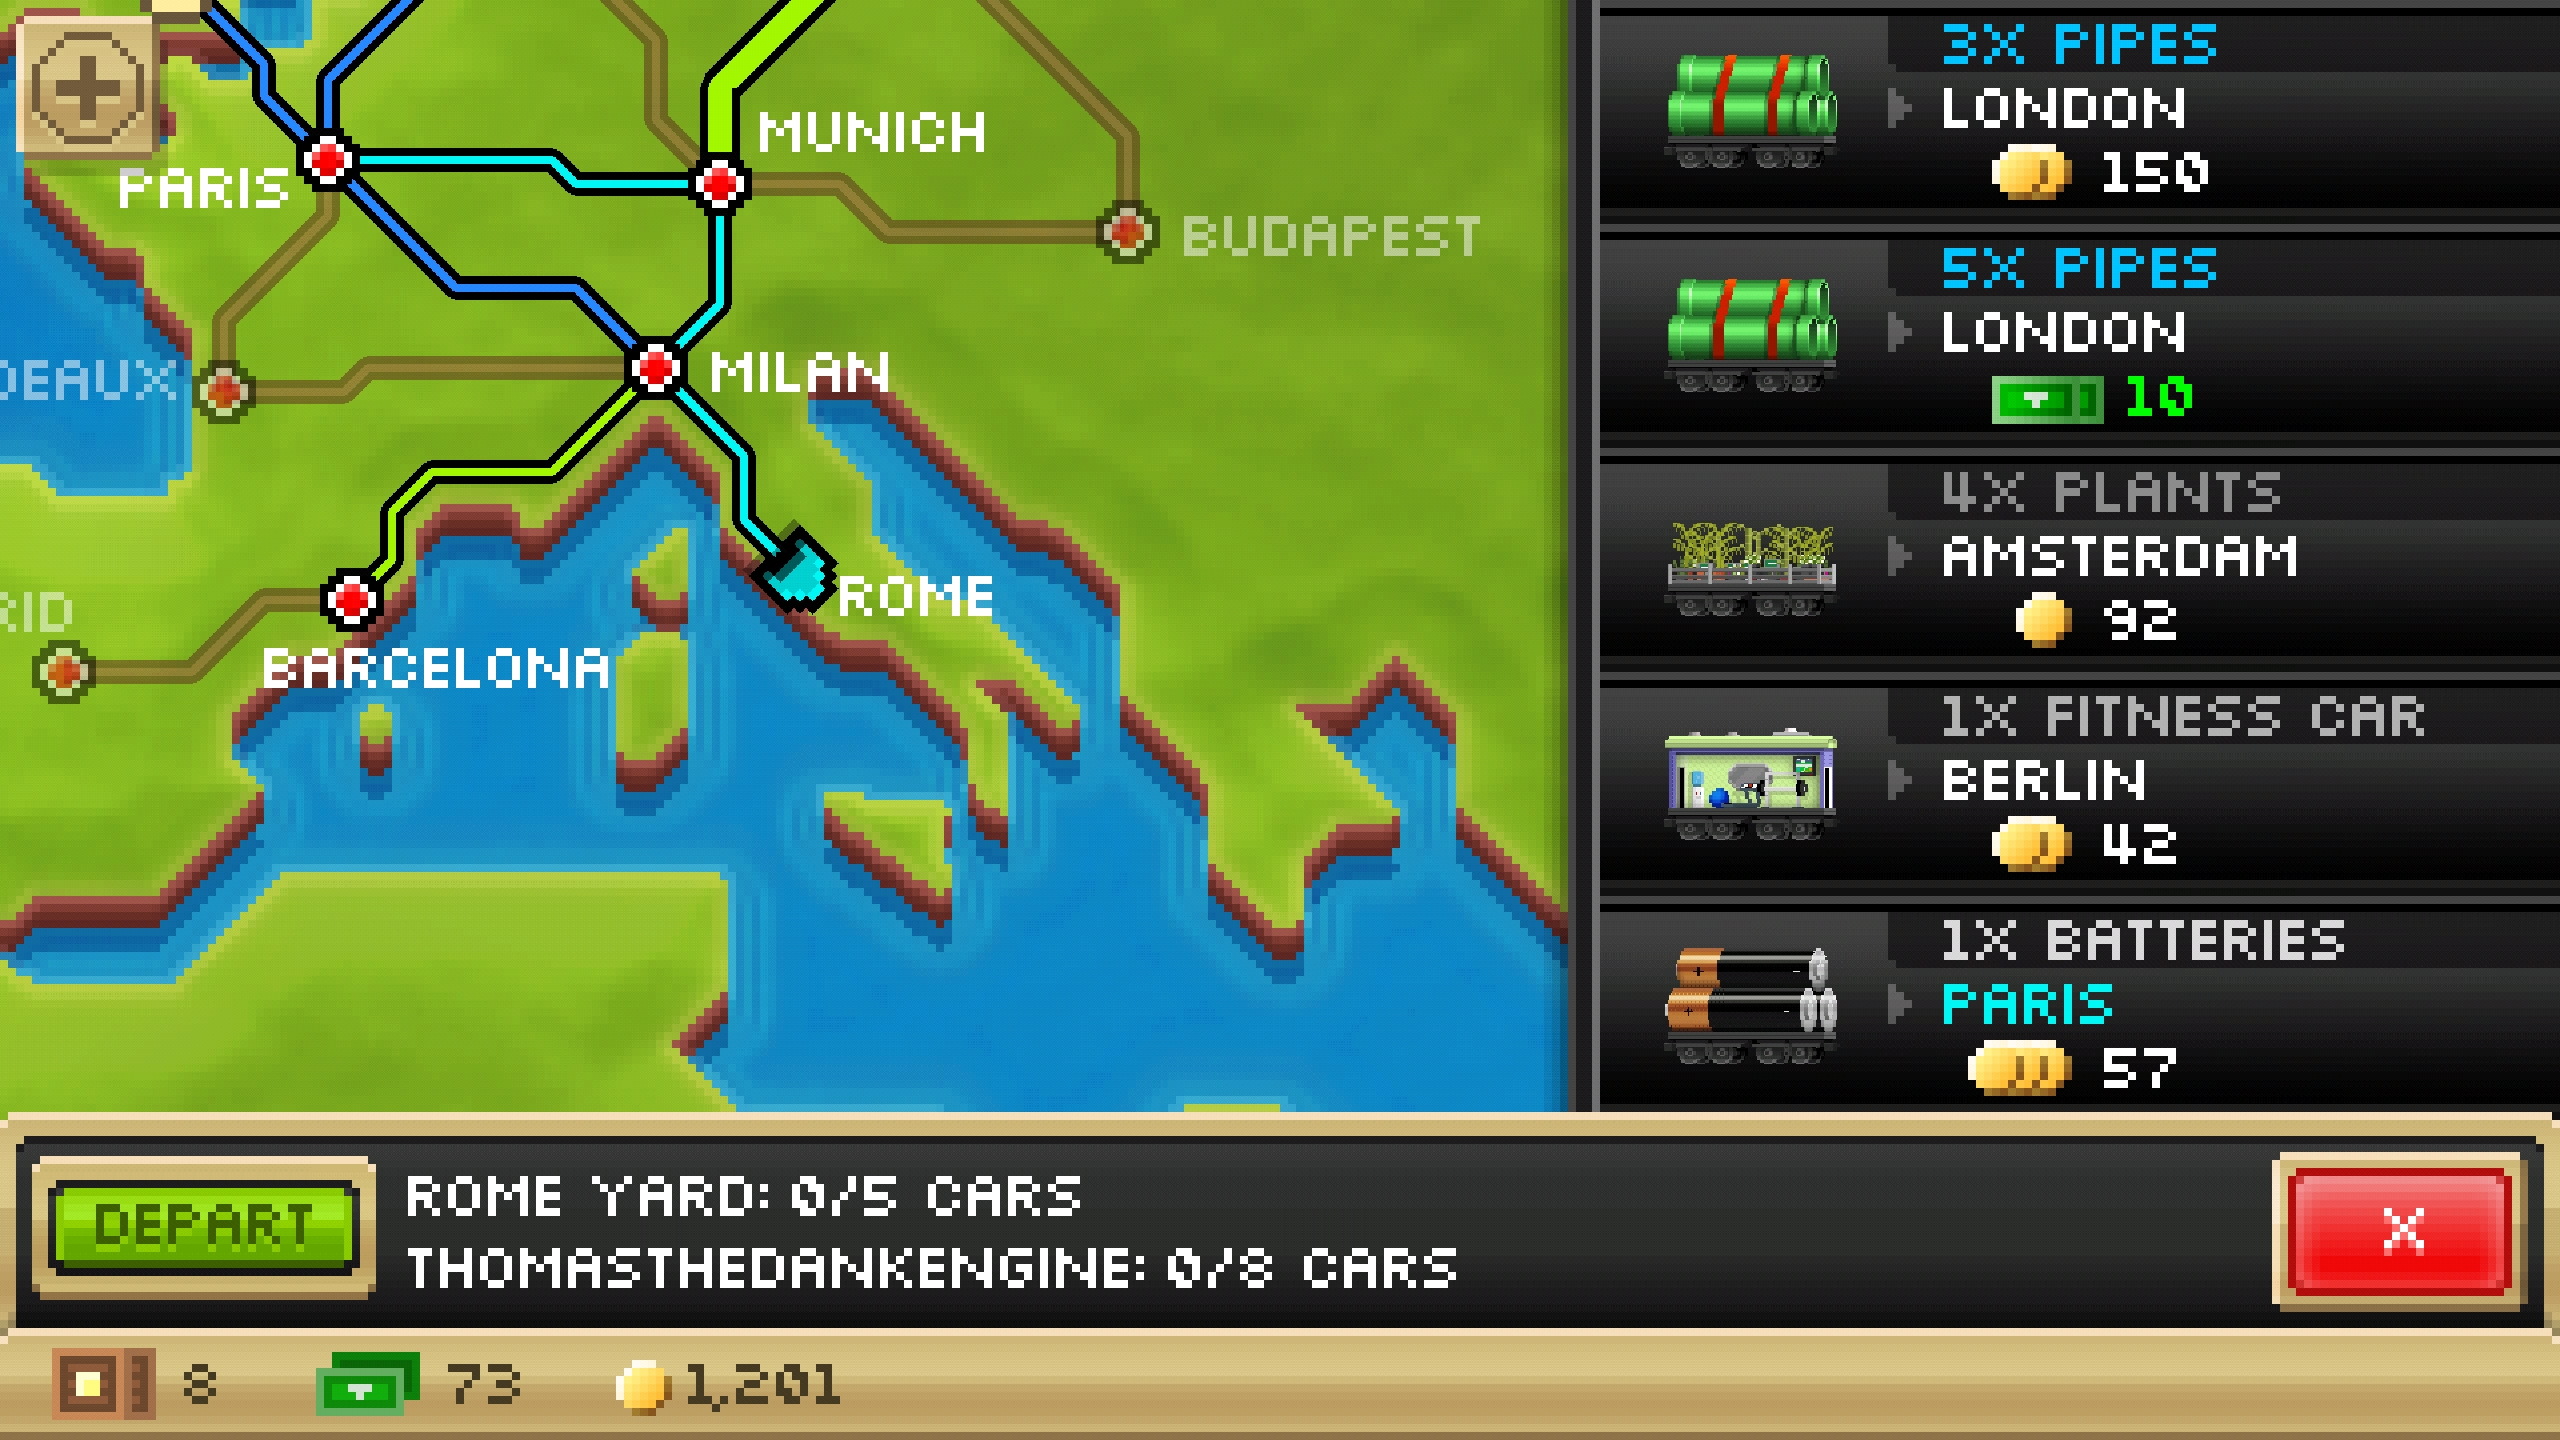 MUNICH
PARIS
BUDAPEST
DEAUX
MILAN
ROME
RID
BARCELONA
3X PIPES
LONDON
150
5X PIPES
LONDON
10
4X PLANTS
AMSTERDAM
92
1X FITNESS CAR
BERLIN
42
1X BATTERIES
PARIS
57
DEPART
ROME YARD: 0/5 CARS
THOMASTHEDANKENGINE: 0/8 CARS
X
8 73 1,201